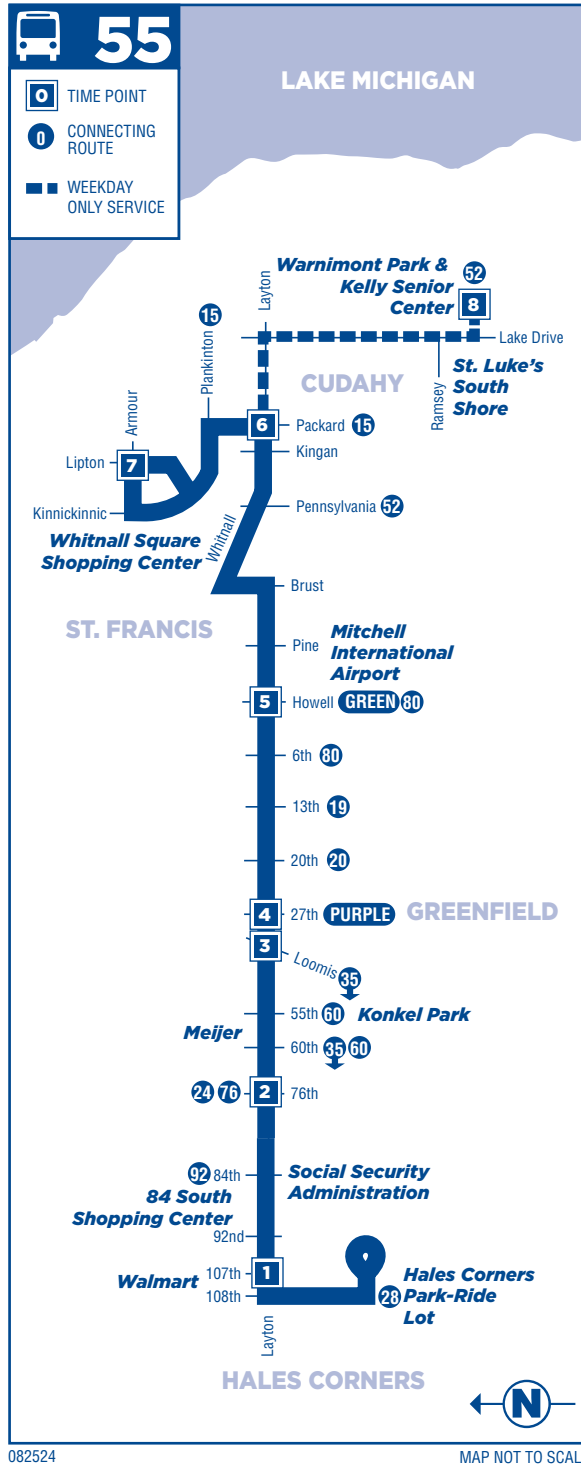 55
0 TIME POINT
0 CONNECTING
ROUTE
WEEKDAY
ONLY SERVICE
LAKE MICHIGAN
Warnimont Park &
Kelly Senior
Center
52
8
Layton
Lake Drive
Ramsey
St. Luke's
South
Shore
CUDAHY
15
Plankinton
6
Packard 15
Kingan
Armour
Lipton
7
Kinnickinnic
Whitnall Square
Shopping Center
Whitnall
Pennsylvania 52
Brust
ST. FRANCIS
Pine
Mitchell
International
Airport
5 Howell GREEN 80
6th 80
13th 19
20th 20
4 27th PURPLE
GREENFIELD
3
Loomis 35
55th 60 Konkel Park
Meijer
60th 35 60
24 76 2 76th
92 84th
84 South
Shopping Center
Social Security
Administration
92nd
1
107th
Walmart
108th
28
Hales Corners
Park-Ride
Lot
Layton
HALES CORNERS
N
082524
MAP NOT TO SCAL